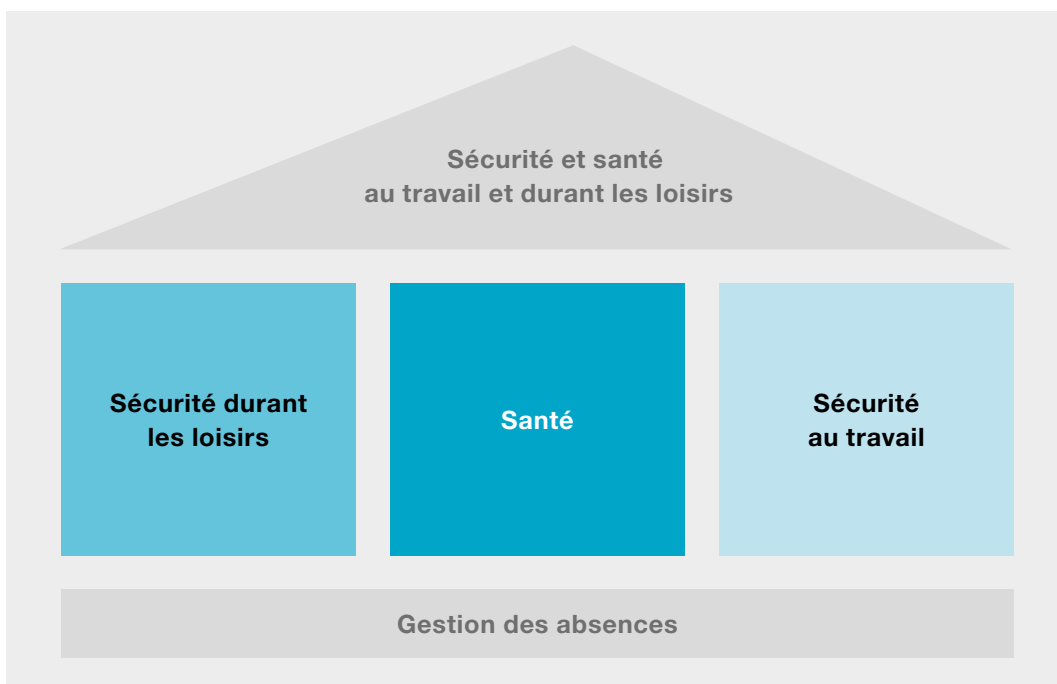 Sécurité et santé
au travail et durant les loisirs
Sécurité durant
les loisirs
Santé
Sécurité
au travail
Gestion des absences